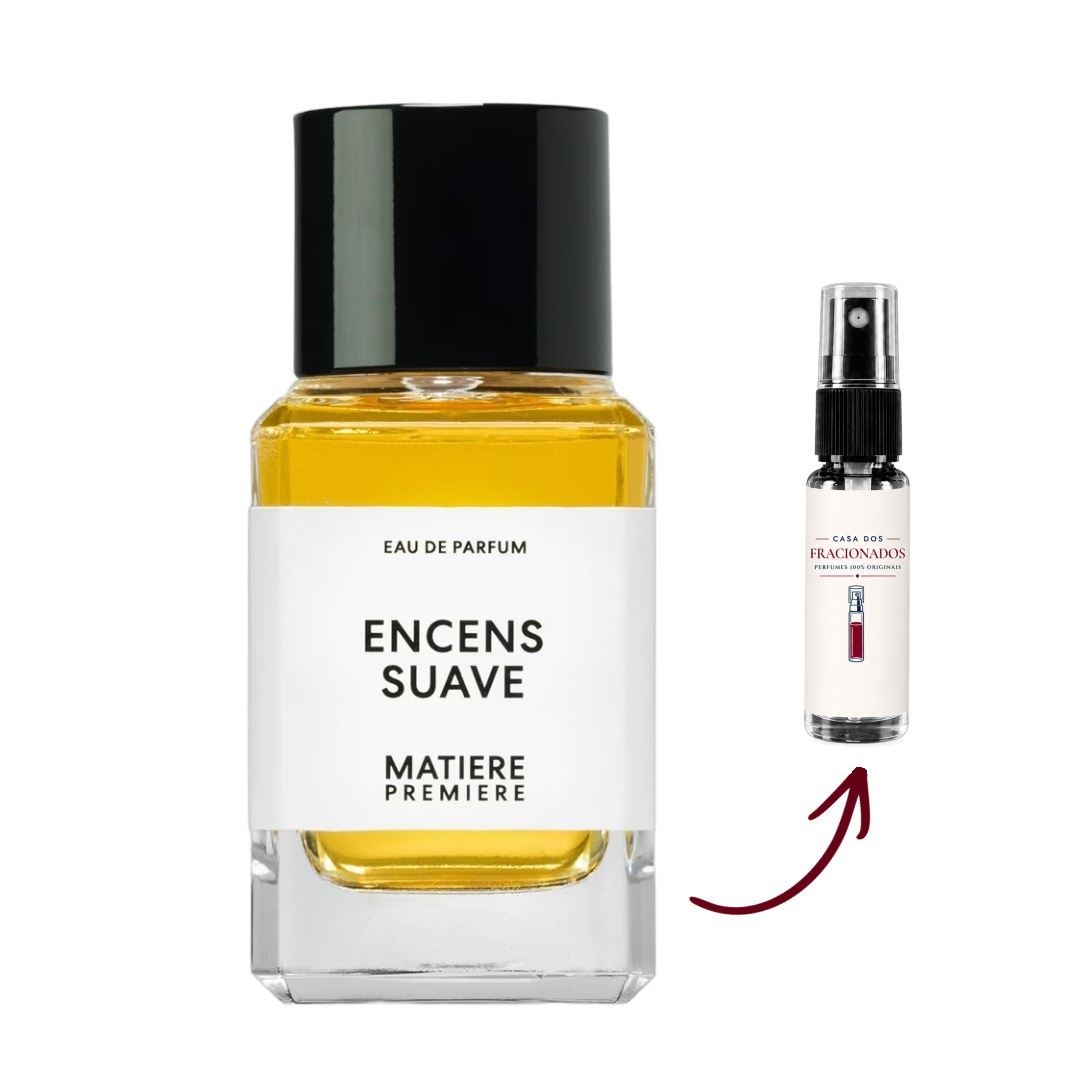 EAU DE PARFUM
ENCENS
SUAVE
MATIERE
PREMIERE
CASA DOS
FRACIONADOS
PERFUMES 100% ORIGINAIS